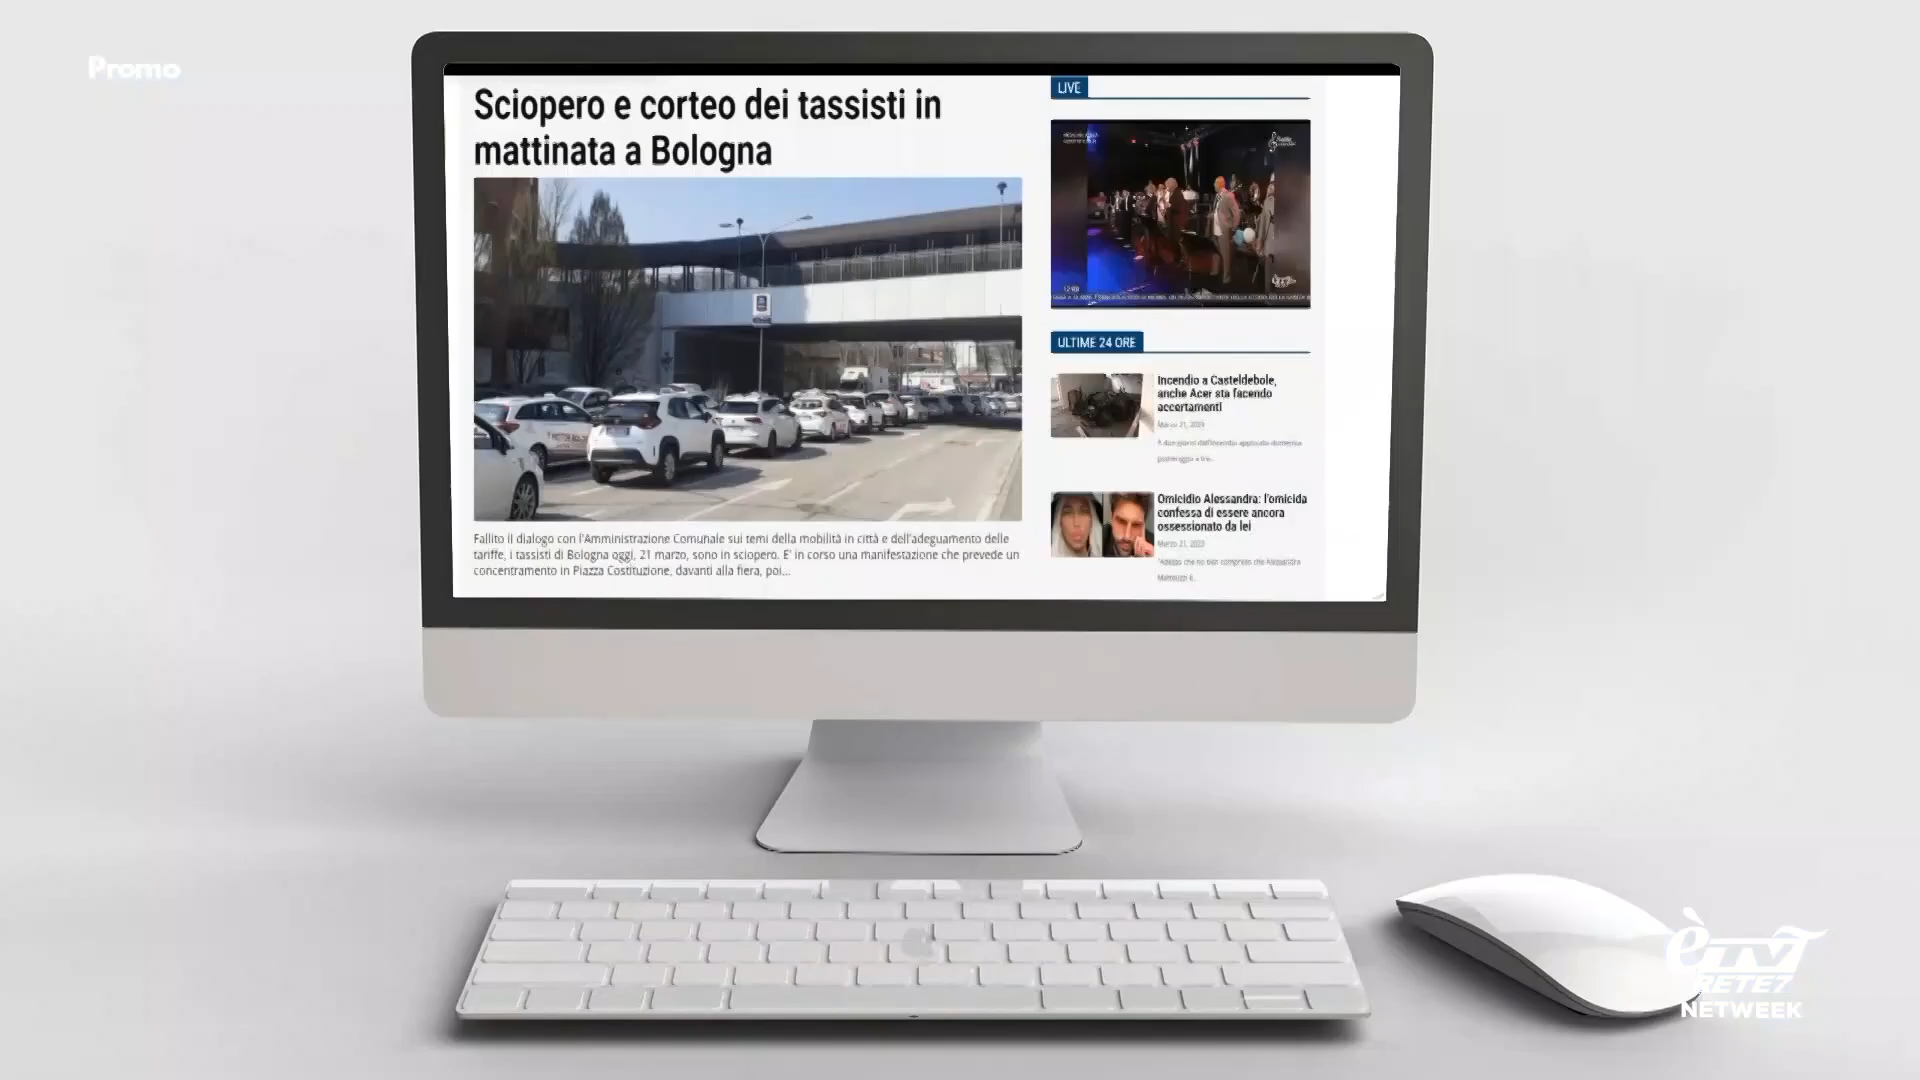 Promo
Sciopero e corteo dei tassisti in
mattinata a Bologna
Fallito il dialogo con l'Amministrazione Comunale sui temi della mobilità in città e dell'adeguamento delle
tariffe, i tassisti di Bologna oggi, 21 marzo, sono in sciopero. E' in corso una manifestazione che prevede un
concentramento in Piazza Costituzione, davanti alla fiera, poi...
LIVE
ULTIME 24 ORE
Incendio a Casteldebole,
anche Acer sta facendo
accertamenti
Omicidio Alessandra: l'omicida
confessa di essere ancora
ossessionato da lei
èTV
RETE7
NETWEEK